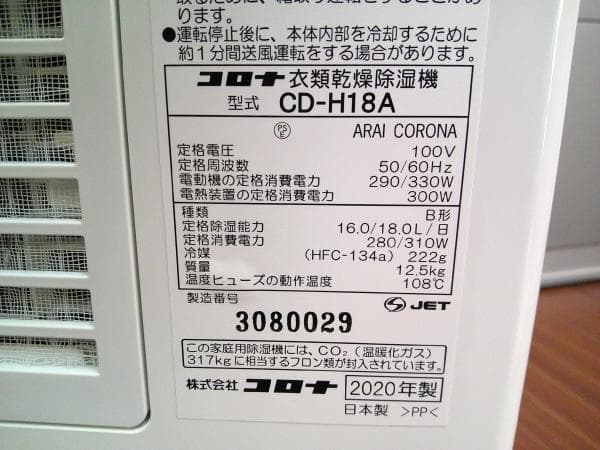 ります。
●運転停止後に、本体内部を冷却するために
約1分間送風運転をする場合があります。
コロナ 衣類乾燥除湿機
型式 CD-H18A
PS E ARAI CORONA
定格電圧 100V
定格周波数 50/60Hz
電動機の定格消費電力 290/330W
電熱装置の定格消費電力 300W
種類 B形
定格除湿能力 16.0/18.0L/日
定格消費電力 280/310W
冷媒 (HFC-134a) 222g
質量 12.5kg
温度ヒューズの動作温度 108℃
製造番号 JET
3080029
この家庭用除湿機には、CO₂(温暖化ガス)
317kgに相当するフロン類が封入されています。
株式会社 コロナ 2020年製
日本製 >PP<